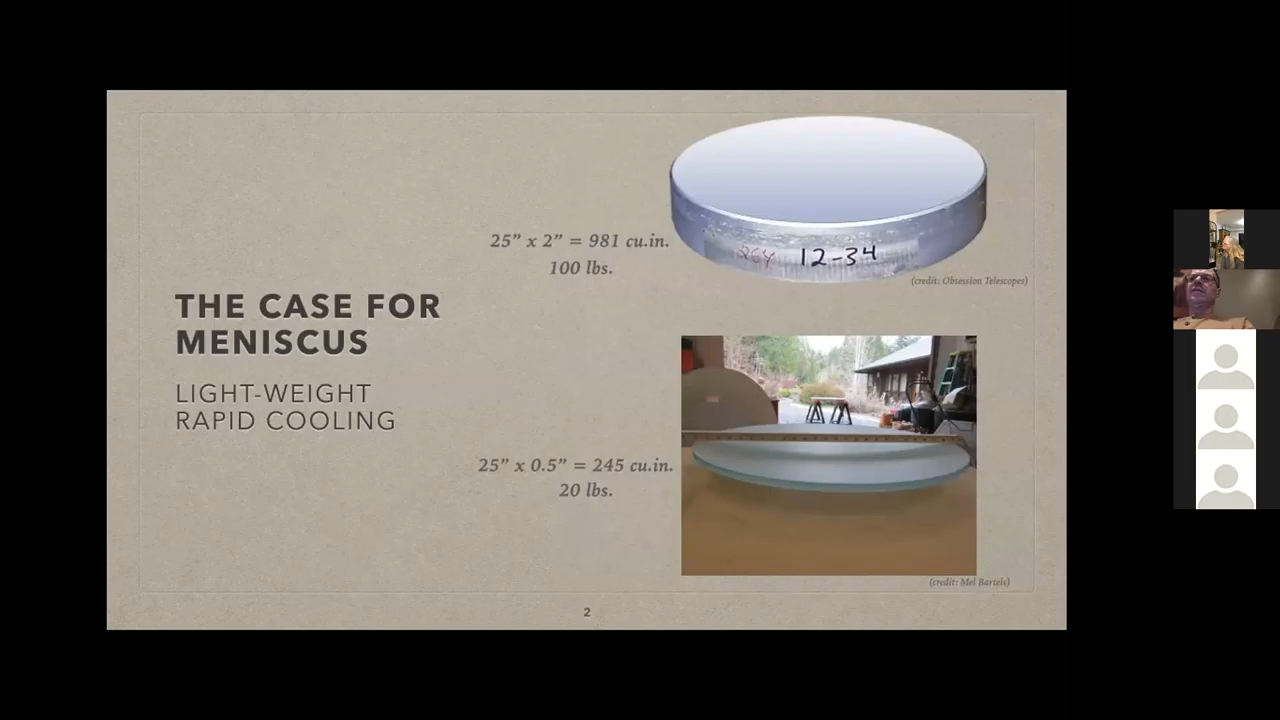 25” x 2” = 981 cu.in.
100 lbs.
12-34
(credit: Obsession Telescopes)
THE CASE FOR
MENISCUS
LIGHT-WEIGHT
RAPID COOLING
25” x 0.5” = 245 cu.in.
20 lbs.
(credit: Mel Bartels)
2